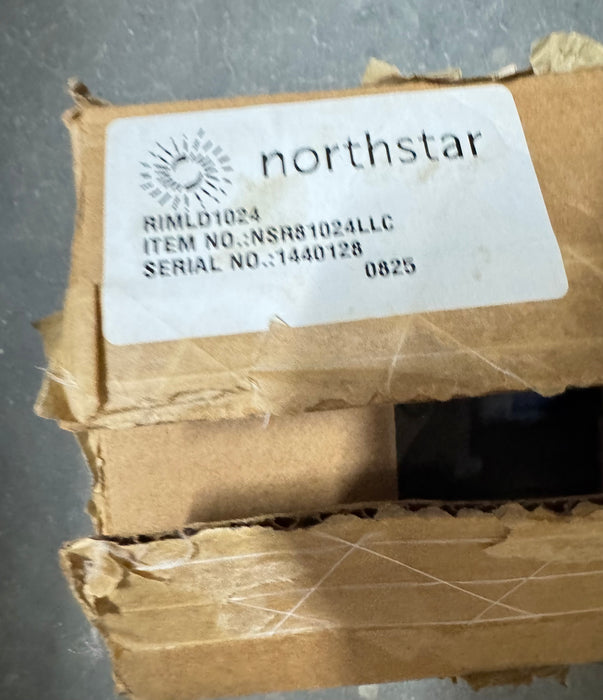 northstar
RIMLD1024
ITEM NO.:NSR81024LLC
SERIAL NO.:1440128
0825